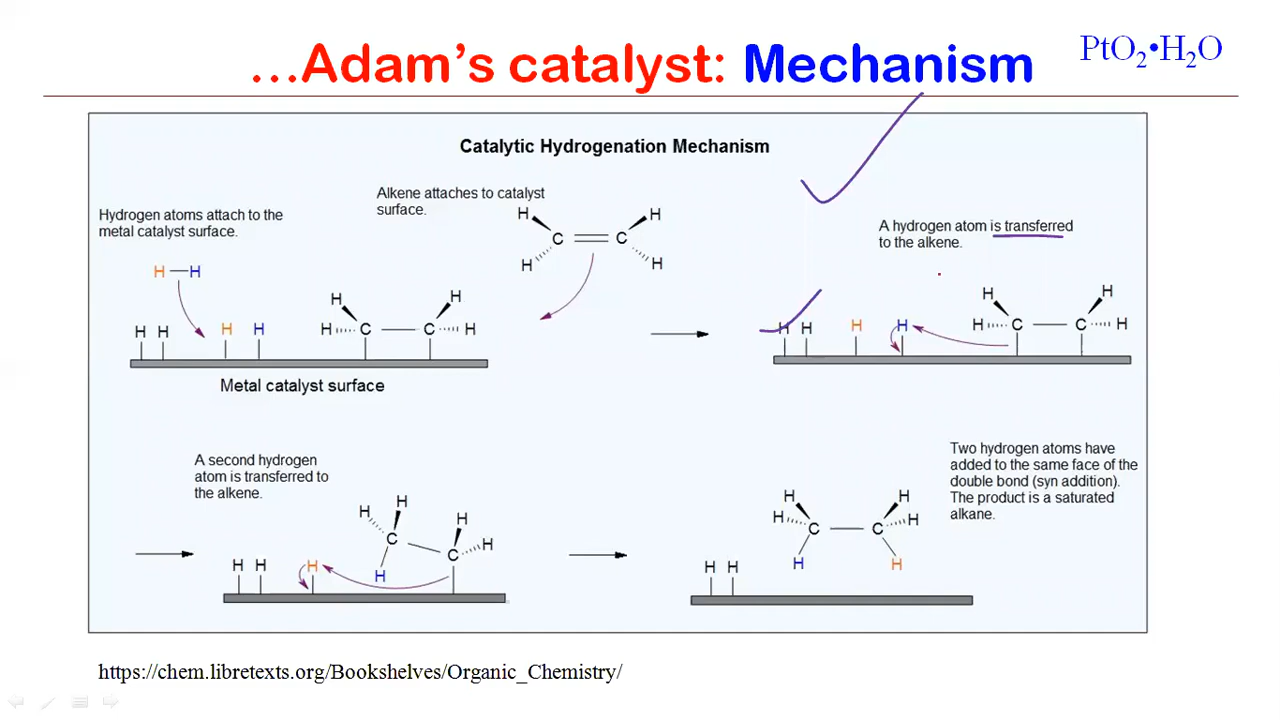 ...Adam's catalyst: Mechanism
PtO2•H2O
Catalytic Hydrogenation Mechanism
Hydrogen atoms attach to the
metal catalyst surface.
Alkene attaches to catalyst
surface.
A hydrogen atom is transferred
to the alkene.
H H
C C
H H
H—H
H H
H H H H H C C H
Metal catalyst surface
H H
H H H H H C C H
A second hydrogen
atom is transferred to
the alkene.
H H
C H
C H
H
H H H
Two hydrogen atoms have
added to the same face of the
double bond (syn addition).
The product is a saturated
alkane.
H H
H C C H
H H
H H
https://chem.libretexts.org/Bookshelves/Organic_Chemistry/